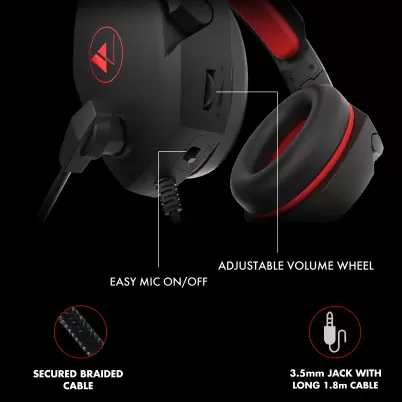 ADJUSTABLE VOLUME WHEEL
EASY MIC ON/OFF
SECURED BRAIDED
CABLE
3.5mm JACK WITH
LONG 1.8m CABLE